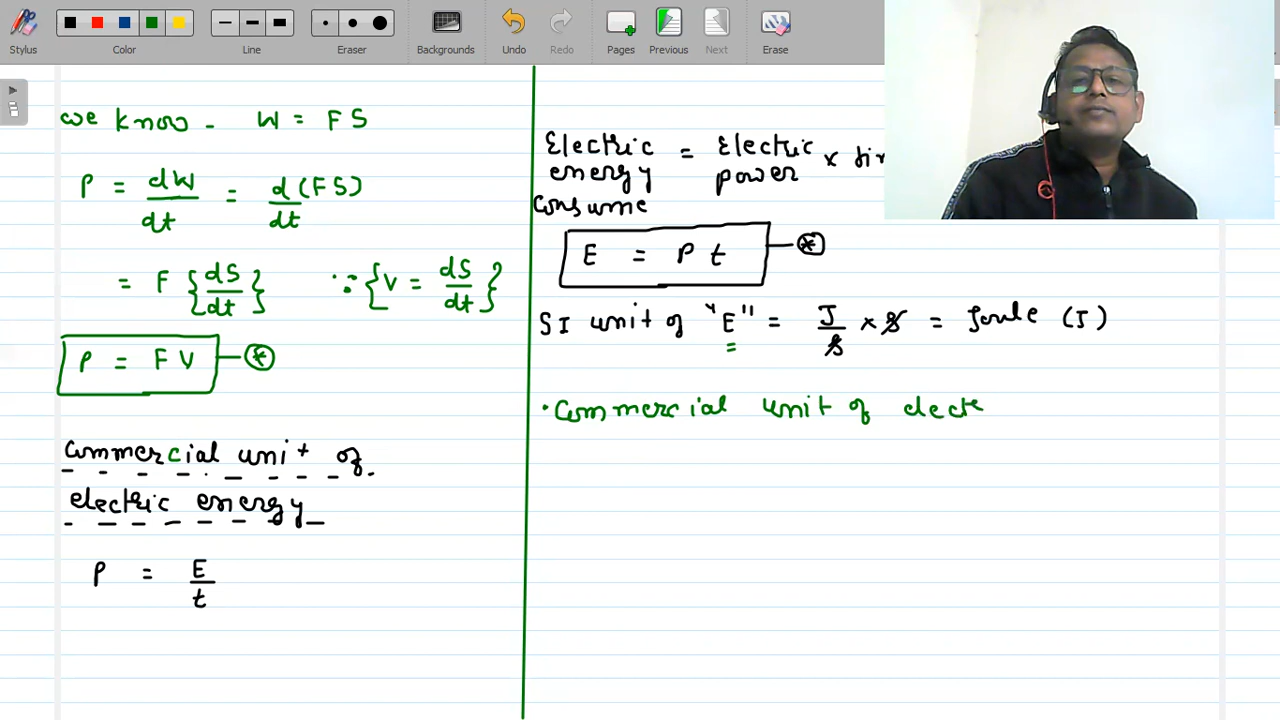 Stylus Color Line Eraser Backgrounds Undo Redo Pages Previous Next Erase
we know - W = FS
P = dW/dt = d(FS)/dt
= F {dS/dt} ∵ {V = dS/dt}
P = FV
commercial unit of
electric energy
P = E/t
Electric energy Consume = Electric power ×
E = Pt
SI unit of "E" = J/s × s = Joule (J)
• Commercial unit of electr